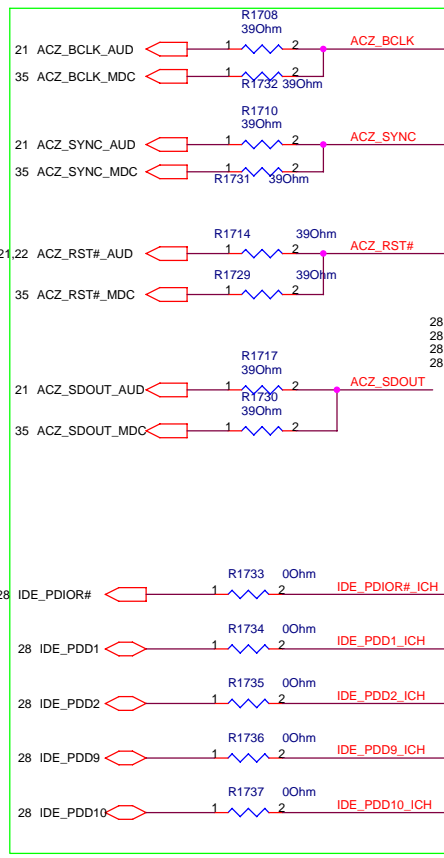 R1708
39Ohm
21 ACZ_BCLK_AUD 1 2 ACZ_BCLK
35 ACZ_BCLK_MDC 1 2
R1732 39Ohm
R1710
39Ohm
21 ACZ_SYNC_AUD 1 2 ACZ_SYNC
35 ACZ_SYNC_MDC 1 2
R1731 39Ohm
R1714 39Ohm
21,22 ACZ_RST#_AUD 1 2 ACZ_RST#
R1729 39Ohm
35 ACZ_RST#_MDC 1 2
28
28
28
28
R1717
39Ohm
21 ACZ_SDOUT_AUD 1 2 ACZ_SDOUT
R1730
39Ohm
35 ACZ_SDOUT_MDC 1 2
R1733 0Ohm
28 IDE_PDIOR# 1 2 IDE_PDIOR#_ICH
R1734 0Ohm
28 IDE_PDD1 1 2 IDE_PDD1_ICH
R1735 0Ohm
28 IDE_PDD2 1 2 IDE_PDD2_ICH
R1736 0Ohm
28 IDE_PDD9 1 2 IDE_PDD9_ICH
R1737 0Ohm
28 IDE_PDD10 1 2 IDE_PDD10_ICH